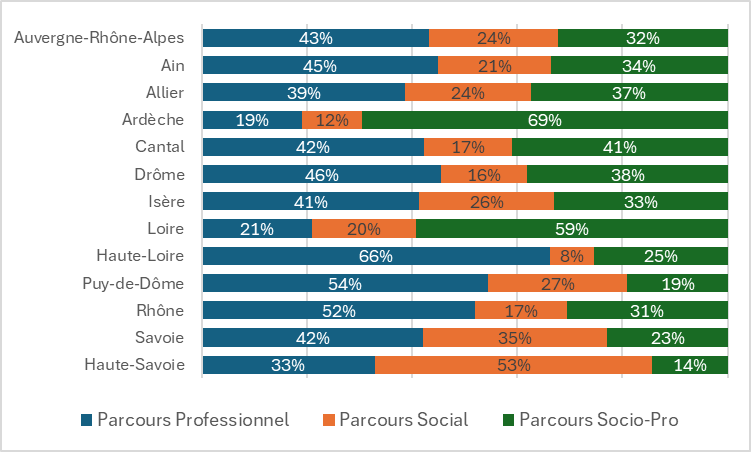 Auvergne-Rhône-Alpes 43% 24% 32%
Ain 45% 21% 34%
Allier 39% 24% 37%
Ardèche 19% 12% 69%
Cantal 42% 17% 41%
Drôme 46% 16% 38%
Isère 41% 26% 33%
Loire 21% 20% 59%
Haute-Loire 66% 8% 25%
Puy-de-Dôme 54% 27% 19%
Rhône 52% 17% 31%
Savoie 42% 35% 23%
Haute-Savoie 33% 53% 14%
Parcours Professionnel Parcours Social Parcours Socio-Pro